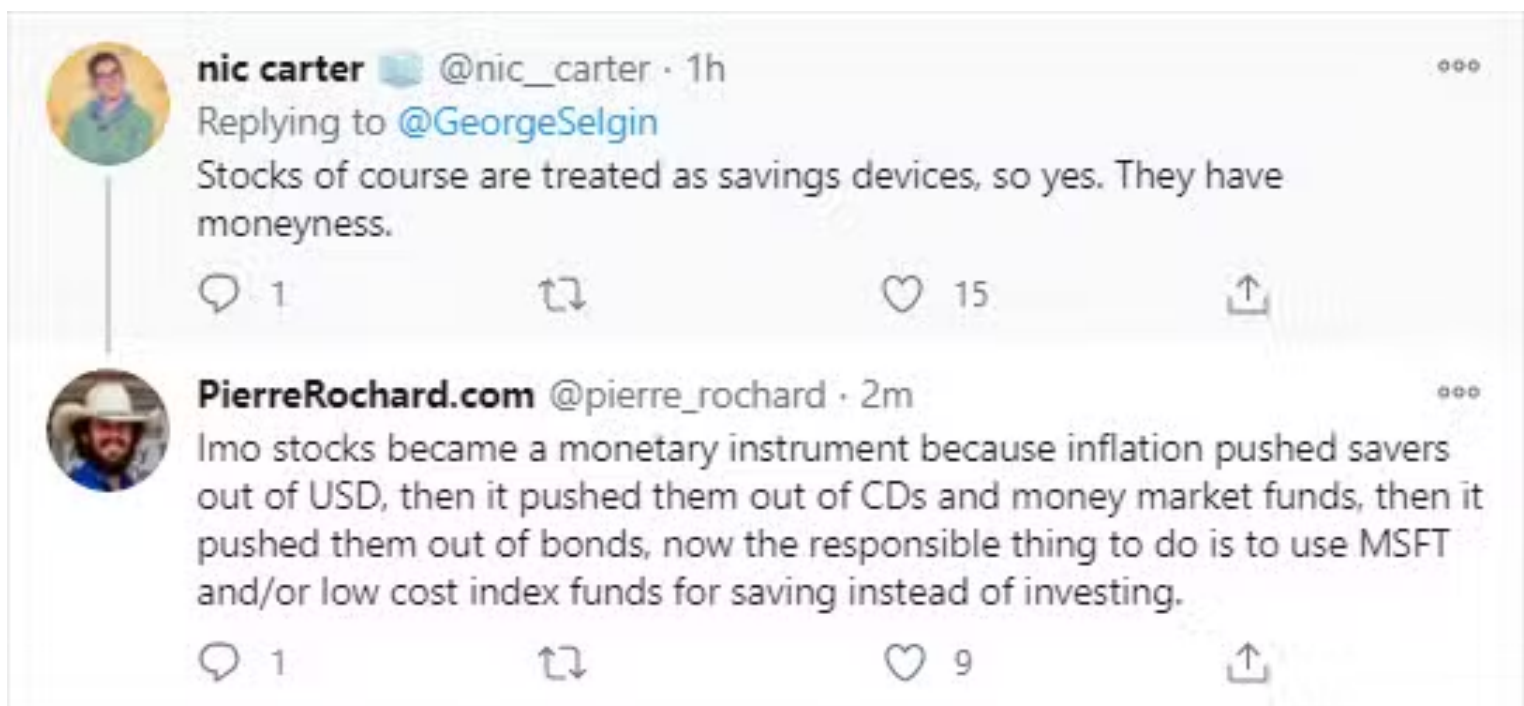 nic carter @nic__carter · 1h
Replying to @GeorgeSelgin
Stocks of course are treated as savings devices, so yes. They have
moneyness.
1 15
PierreRochard.com @pierre_rochard · 2m
Imo stocks became a monetary instrument because inflation pushed savers
out of USD, then it pushed them out of CDs and money market funds, then it
pushed them out of bonds, now the responsible thing to do is to use MSFT
and/or low cost index funds for saving instead of investing.
1 9